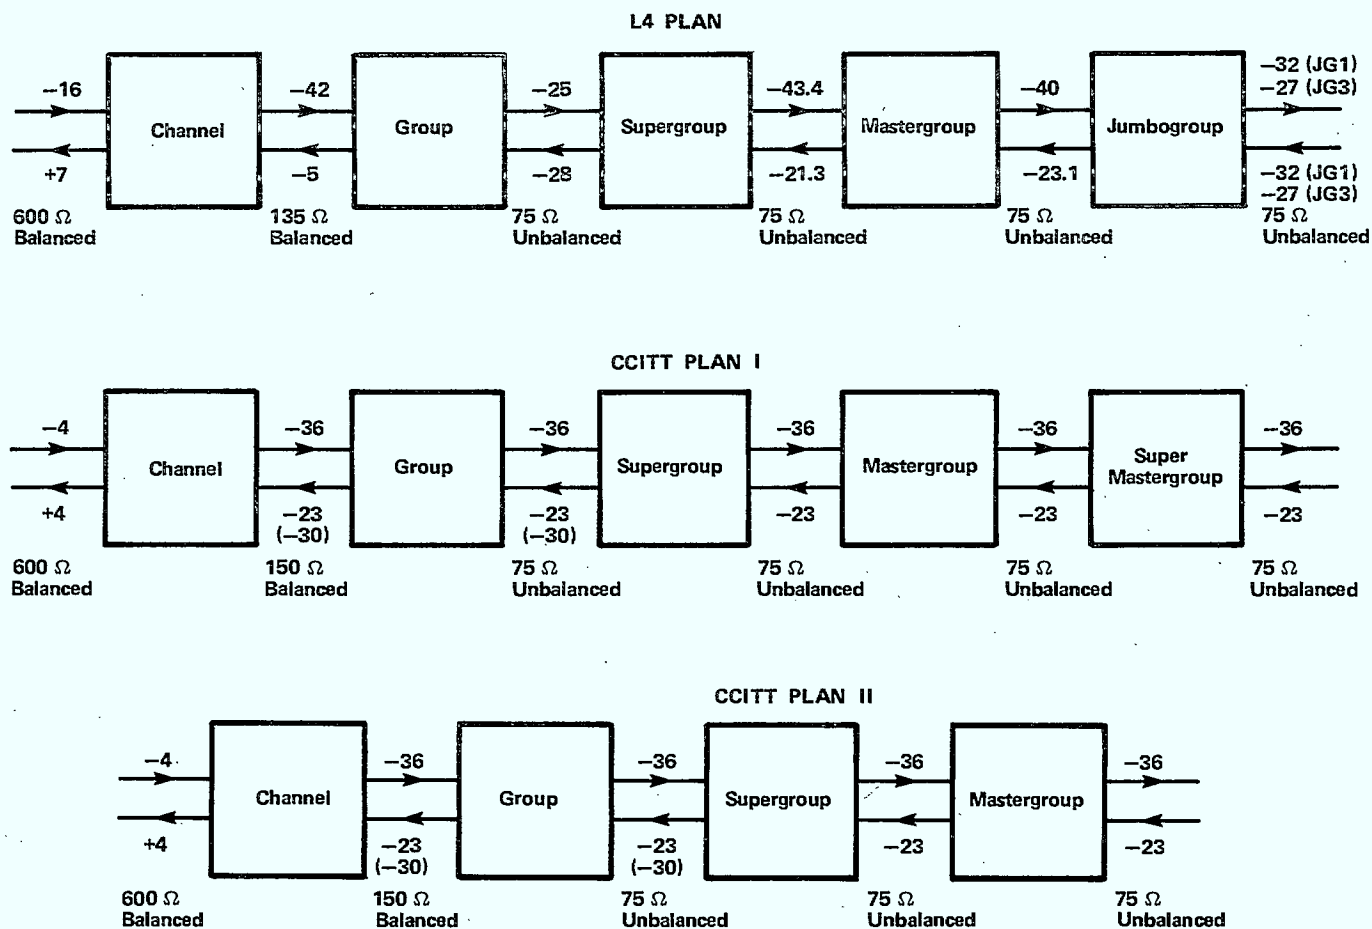 L4 PLAN
−16
−42
−25
−43.4
−40
−32 (JG1)
−27 (JG3)
Channel
Group
Supergroup
Mastergroup
Jumbogroup
+7
−5
−28
−21.3
−23.1
−32 (JG1)
−27 (JG3)
600 Ω
Balanced
135 Ω
Balanced
75 Ω
Unbalanced
75 Ω
Unbalanced
75 Ω
Unbalanced
75 Ω
Unbalanced
CCITT PLAN I
−4
−36
−36
−36
−36
−36
Channel
Group
Supergroup
Mastergroup
Super
Mastergroup
+4
−23
(−30)
−23
(−30)
−23
−23
−23
600 Ω
Balanced
150 Ω
Balanced
75 Ω
Unbalanced
75 Ω
Unbalanced
75 Ω
Unbalanced
75 Ω
Unbalanced
CCITT PLAN II
−4
−36
−36
−36
−36
Channel
Group
Supergroup
Mastergroup
+4
−23
(−30)
−23
(−30)
−23
−23
600 Ω
Balanced
150 Ω
Balanced
75 Ω
Unbalanced
75 Ω
Unbalanced
75 Ω
Unbalanced